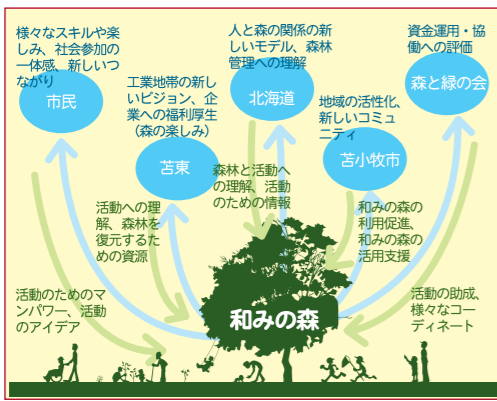 様々なスキルや楽
しみ、社会参加の
一体感、新しいつ
ながり
市民
工業地帯の新し
いビジョン、企
業への福利厚生
（森の楽しみ）
苫東
人と森の関係の新
しいモデル、森林
管理への理解
北海道
地域の活性化、
新しいコミュ
ニティ
苫小牧市
資金運用・協
働への評価
森と緑の会
活動への理
解、森林を
復元するた
めの資源
森林と活動へ
の理解、活動
のための情報
和みの森の
利用促進、
和みの森の
活用支援
活動のためのマ
ンパワー、活動
のアイデア
活動の助成、
様々なコー
ディネート
和みの森